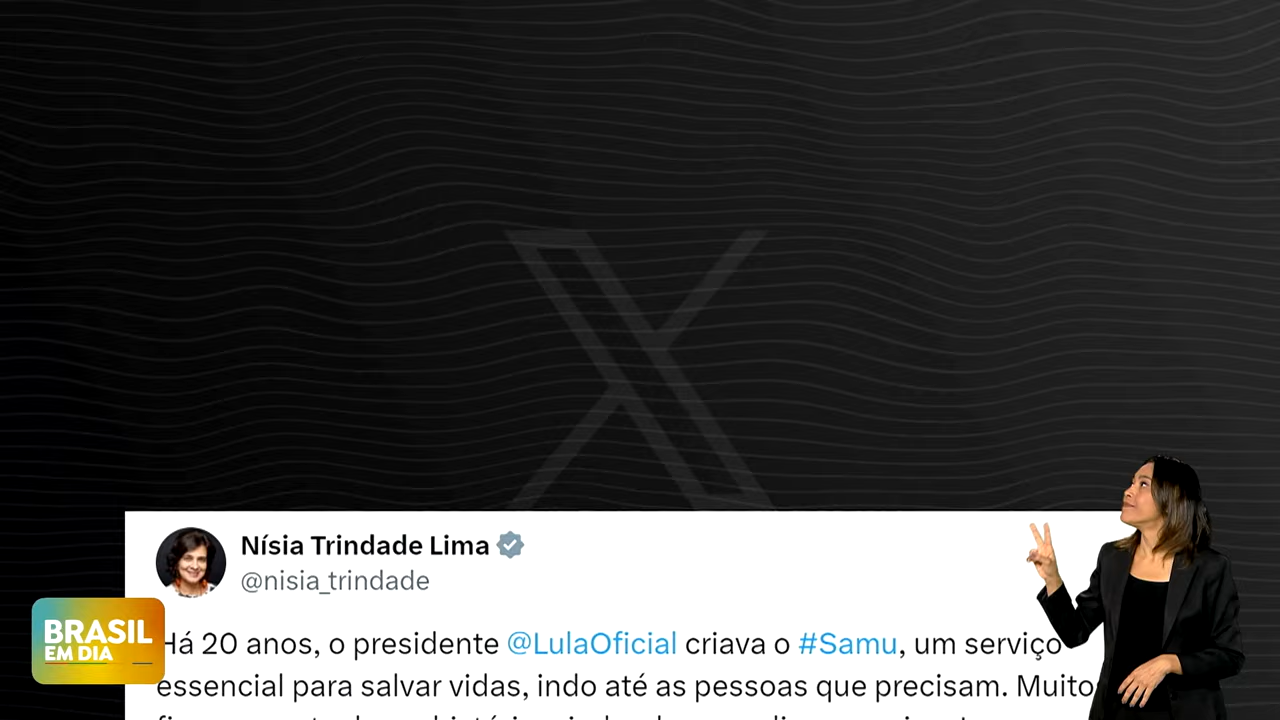 Nísia Trindade Lima
@nisia_trindade
Há 20 anos, o presidente @LulaOficial criava o #Samu, um serviço
essencial para salvar vidas, indo até as pessoas que precisam. Muito
BRASIL
EM DIA